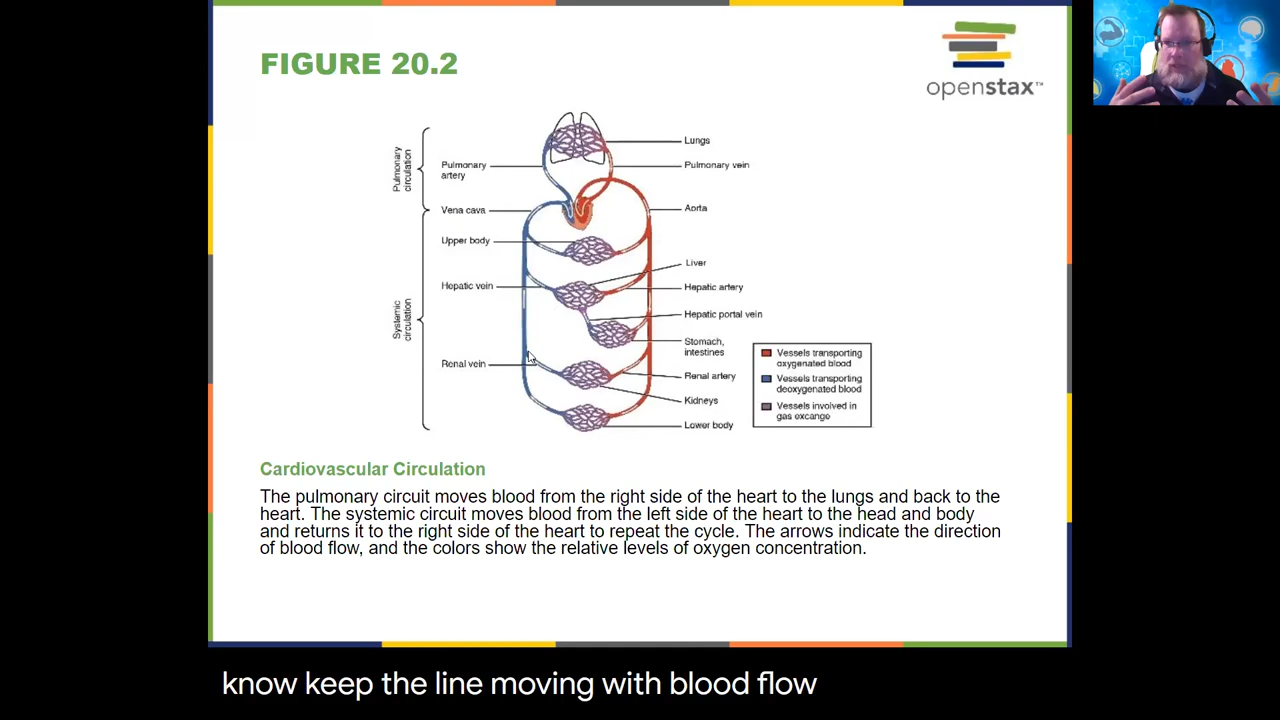 FIGURE 20.2
openstax™
Pulmonary
circulation
Systemic
circulation
Pulmonary
artery
Vena cava
Upper body
Hepatic vein
Renal vein
Lungs
Pulmonary vein
Aorta
Liver
Hepatic artery
Hepatic portal vein
Stomach,
intestines
Renal artery
Kidneys
Lower body
Vessels transporting
oxygenated blood
Vessels transporting
deoxygenated blood
Vessels involved in
gas excange
Cardiovascular Circulation
The pulmonary circuit moves blood from the right side of the heart to the lungs and back to the
heart. The systemic circuit moves blood from the left side of the heart to the head and body
and returns it to the right side of the heart to repeat the cycle. The arrows indicate the direction
of blood flow, and the colors show the relative levels of oxygen concentration.
know keep the line moving with blood flow